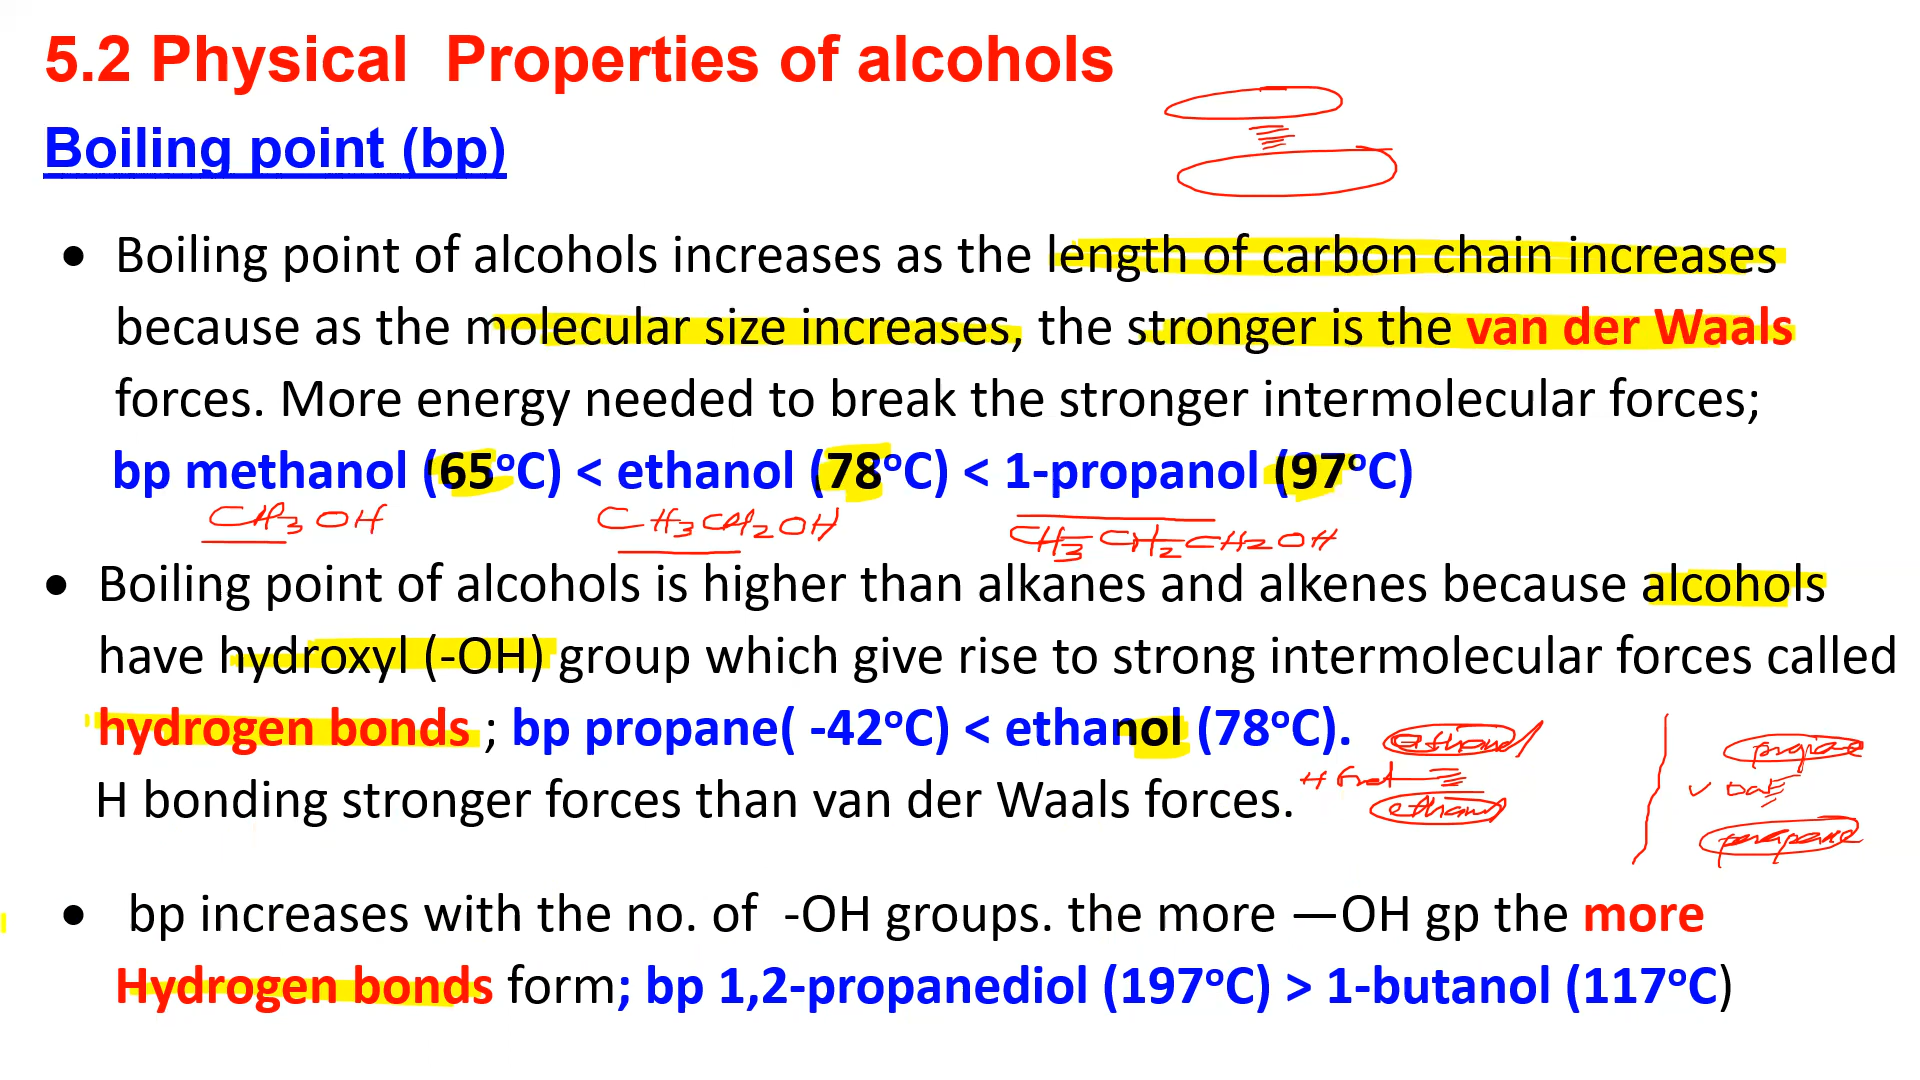 5.2 Physical Properties of alcohols
Boiling point (bp)
• Boiling point of alcohols increases as the length of carbon chain increases
because as the molecular size increases, the stronger is the van der Waals
forces. More energy needed to break the stronger intermolecular forces;
bp methanol (65°C) < ethanol (78°C) < 1-propanol (97°C)
CH3OH CH3CH2OH CH3CH2CH2OH
• Boiling point of alcohols is higher than alkanes and alkenes because alcohols
have hydroxyl (-OH) group which give rise to strong intermolecular forces called
hydrogen bonds ; bp propane( -42°C) < ethanol (78°C).
ethanol
H bonding stronger forces than van der Waals forces.
ethanol propane
• bp increases with the no. of -OH groups. the more —OH gp the more
Hydrogen bonds form; bp 1,2-propanediol (197°C) > 1-butanol (117°C)